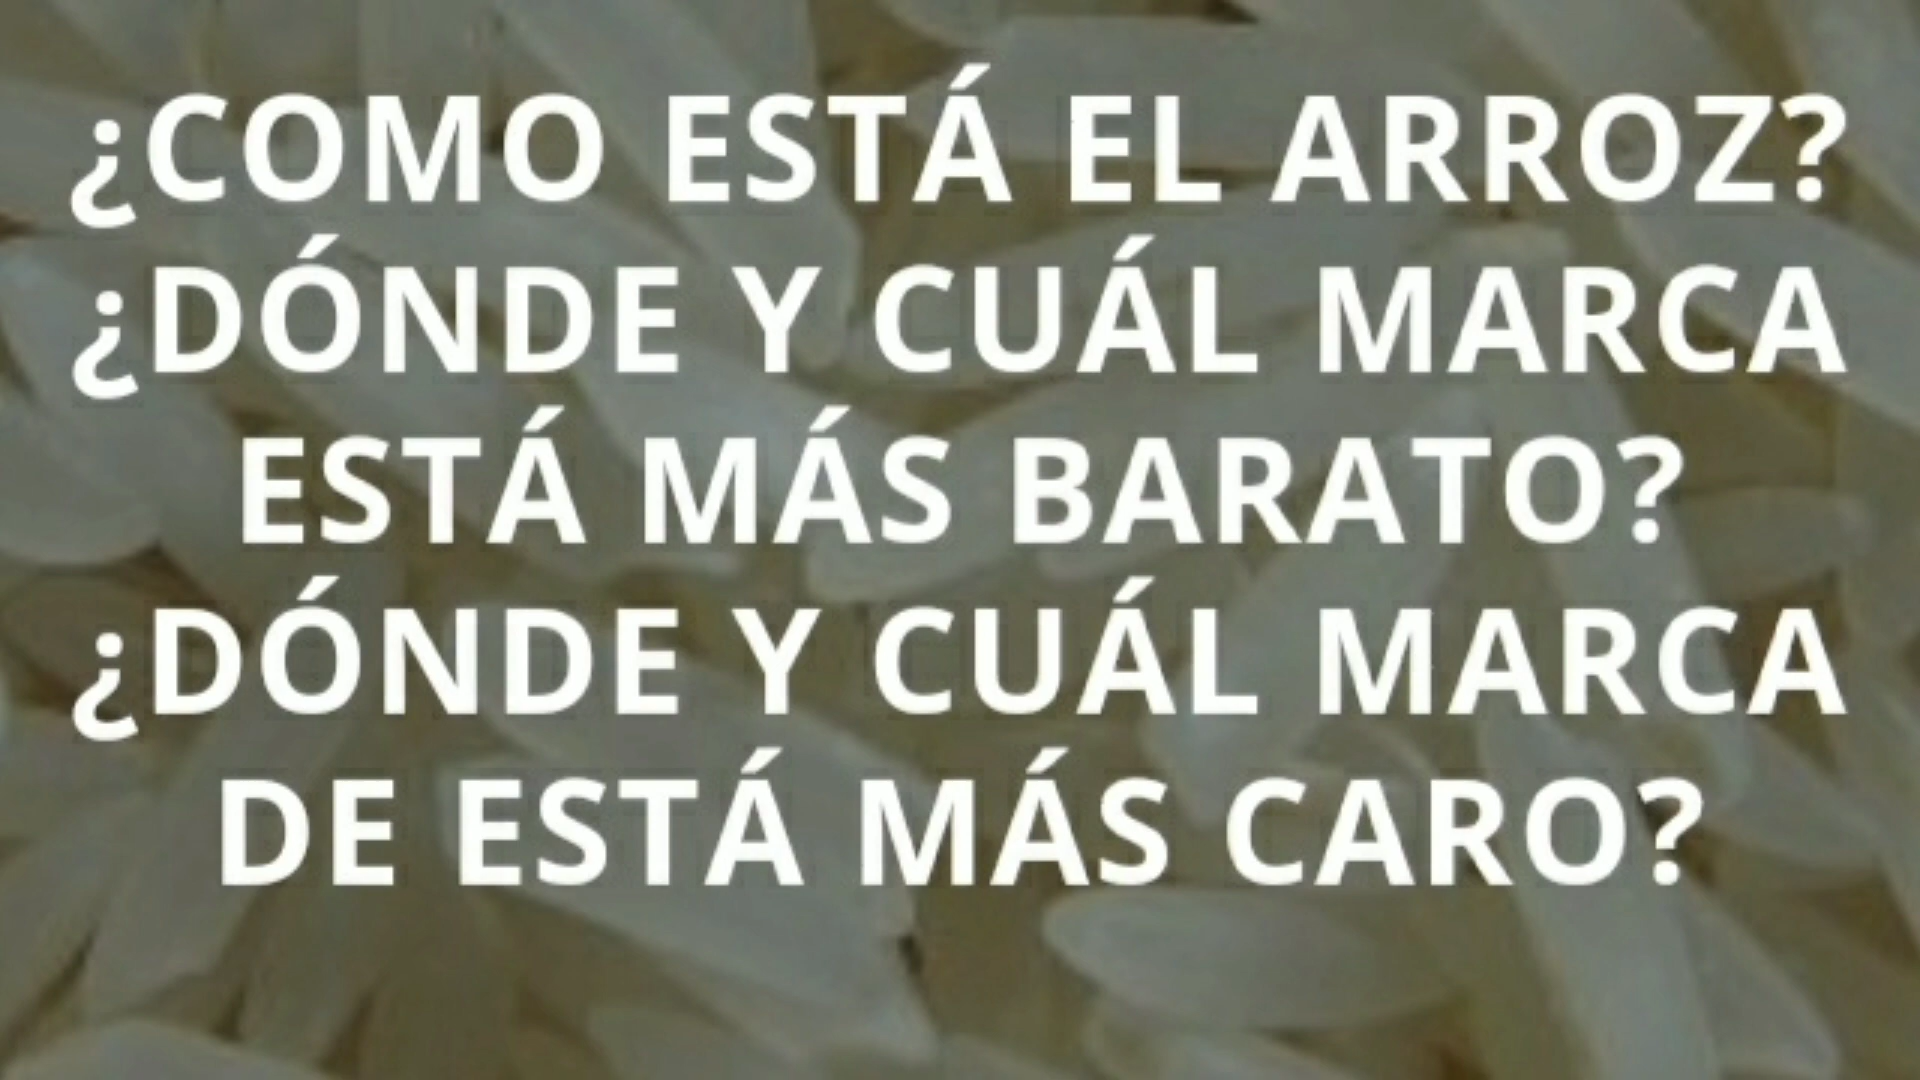 ¿COMO ESTÁ EL ARROZ?
¿DÓNDE Y CUÁL MARCA
ESTÁ MÁS BARATO?
¿DÓNDE Y CUÁL MARCA
DE ESTÁ MÁS CARO?